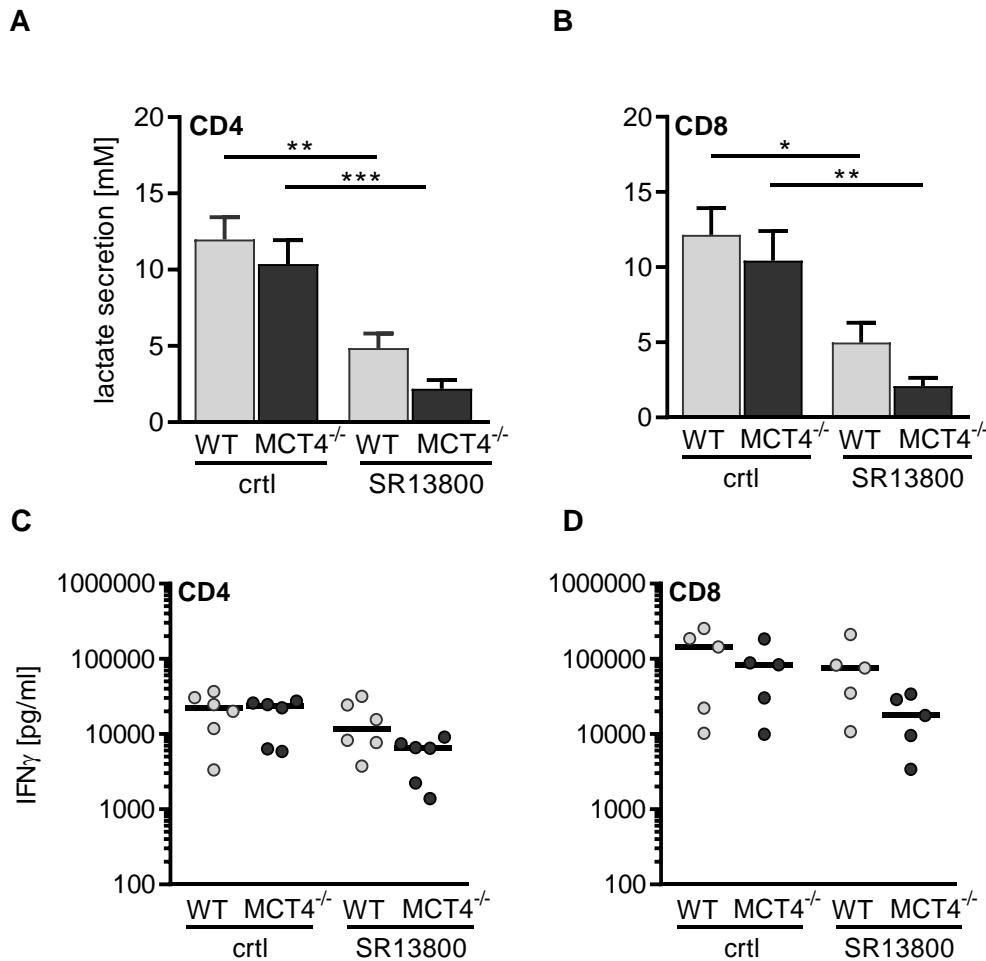 A
B
CD4
CD8
lactate secretion [mM]
20
15
10
5
0
20
15
10
5
0
** 
***
*
**
WT MCT4-/- WT MCT4-/-
crtl SR13800
WT MCT4-/- WT MCT4-/-
crtl SR13800
C
D
CD4
CD8
IFNγ [pg/ml]
1000000
100000
10000
1000
100
1000000
100000
10000
1000
100
WT MCT4-/- WT MCT4-/-
crtl SR13800
WT MCT4-/- WT MCT4-/-
crtl SR13800